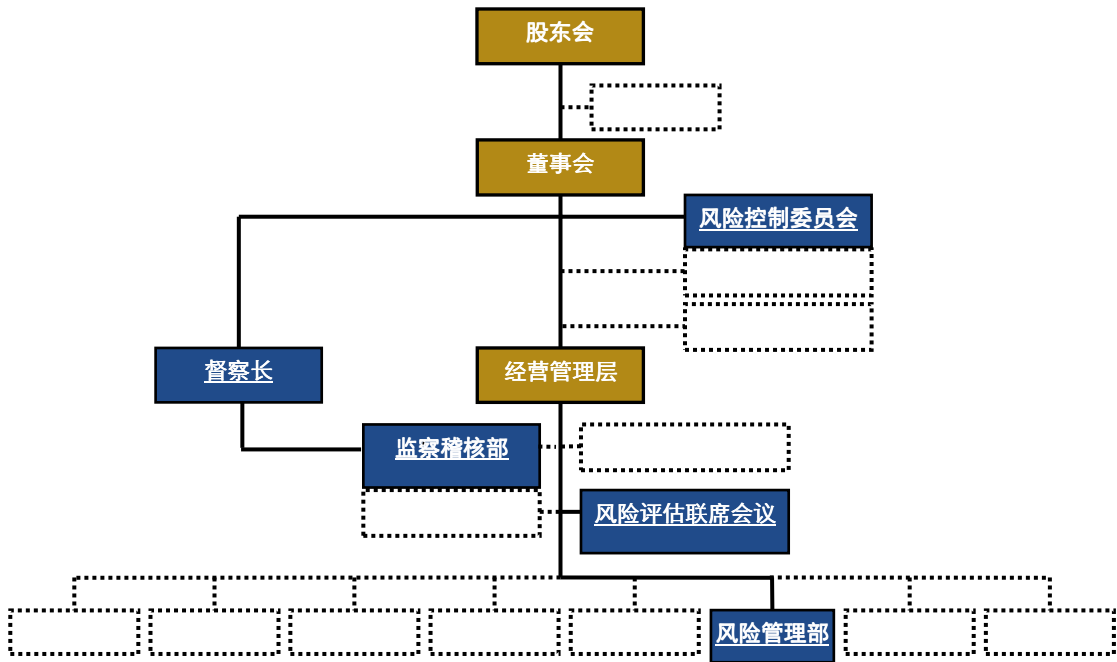 股东会
董事会
风险控制委员会
督察长
经营管理层
监察稽核部
风险评估联席会议
风险管理部